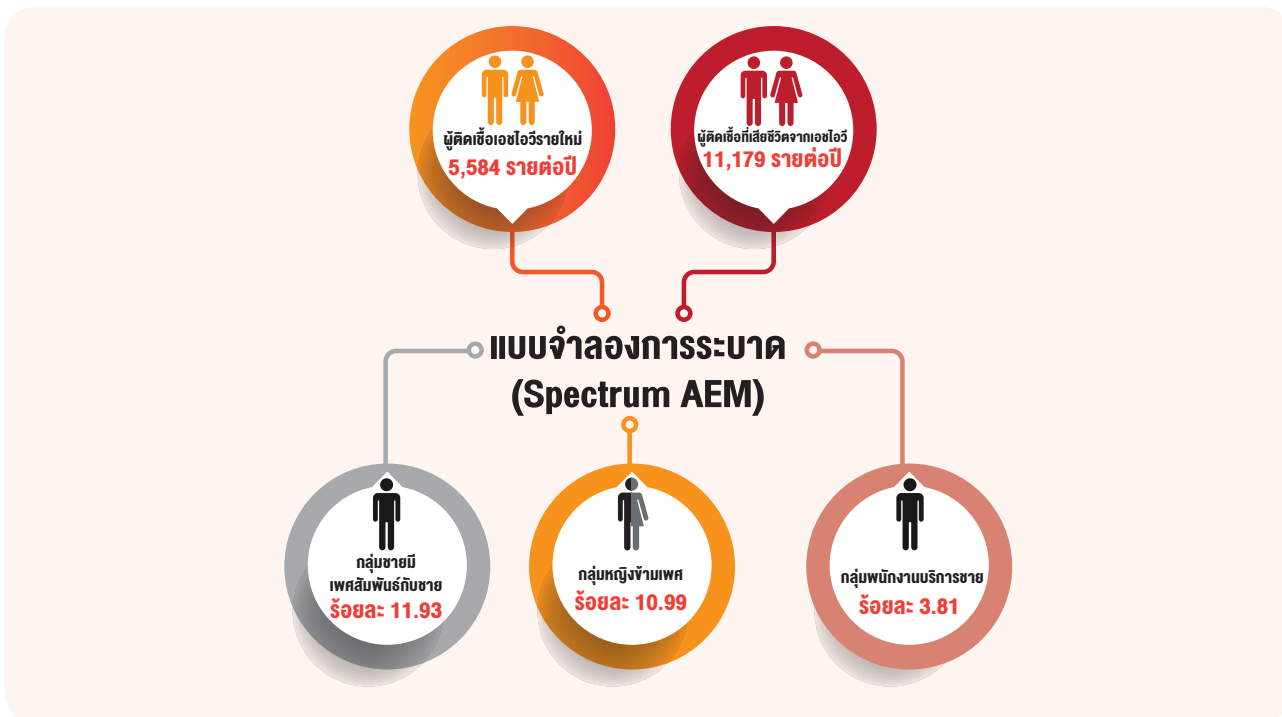 ผู้ติดเชื้อเอชไอวีรายใหม่
5,584 รายต่อปี
ผู้ติดเชื้อที่เสียชีวิตจากเอชไอวี
11,179 รายต่อปี
แบบจำลองการระบาด
(Spectrum AEM)
กลุ่มชายมี
เพศสัมพันธ์กับชาย
ร้อยละ 11.93
กลุ่มหญิงข้ามเพศ
ร้อยละ 10.99
กลุ่มพนักงานบริการชาย
ร้อยละ 3.81